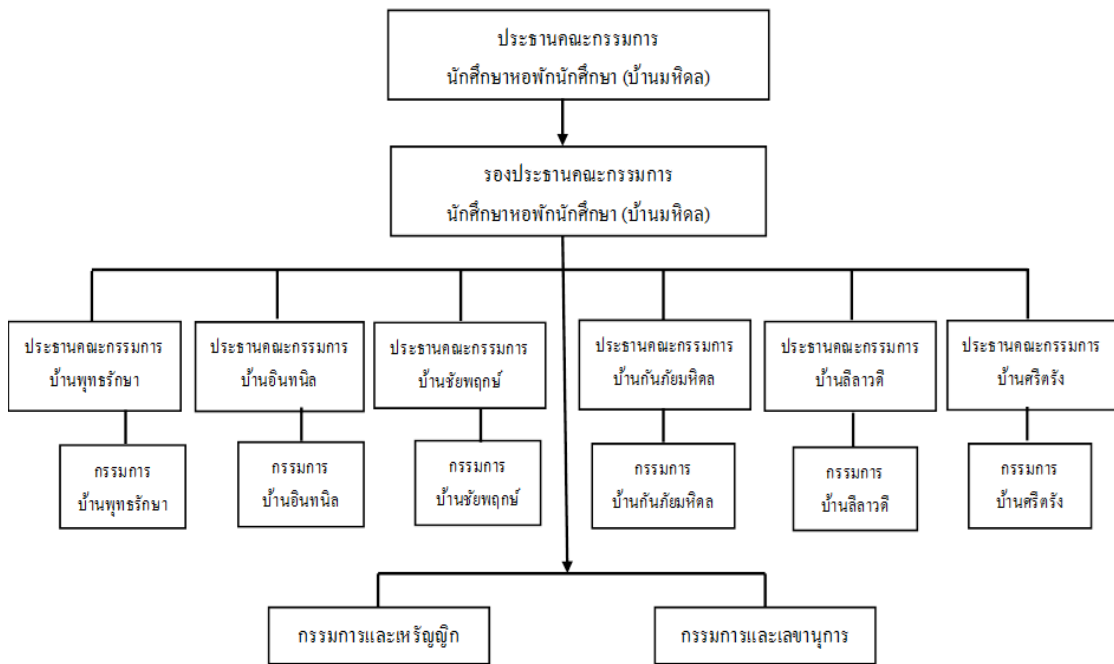 ประธานคณะกรรมการ
นักศึกษาหอพักนักศึกษา (บ้านมหิดล)
รองประธานคณะกรรมการ
นักศึกษาหอพักนักศึกษา (บ้านมหิดล)
ประธานคณะกรรมการ
บ้านพุทธรักษา
ประธานคณะกรรมการ
บ้านอินทนิล
ประธานคณะกรรมการ
บ้านชัยพฤกษ์
ประธานคณะกรรมการ
บ้านกันภัยมหิดล
ประธานคณะกรรมการ
บ้านลีลาวดี
ประธานคณะกรรมการ
บ้านศรีตรัง
กรรมการ
บ้านพุทธรักษา
กรรมการ
บ้านอินทนิล
กรรมการ
บ้านชัยพฤกษ์
กรรมการ
บ้านกันภัยมหิดล
กรรมการ
บ้านลีลาวดี
กรรมการ
บ้านศรีตรัง
กรรมการและเหรัญญิก
กรรมการและเลขานุการ